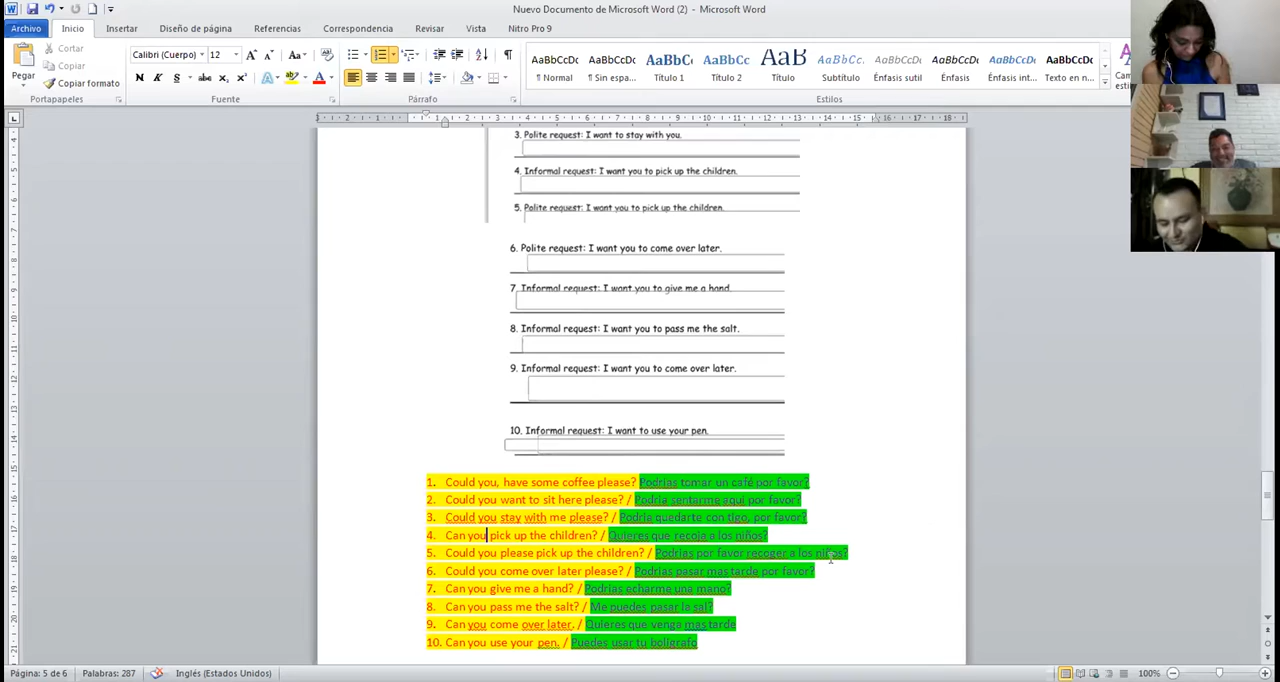 Nuevo Documento de Microsoft Word (2) - Microsoft Word
Archivo Inicio Insertar Diseño de página Referencias Correspondencia Revisar Vista Nitro Pro 9
Pegar
Cortar
Copiar
Copiar formato
Portapapeles
Calibri (Cuerpo) 12
Fuente
Párrafo
AaBbCcDc AaBbCcDc AaBbC AaBbCc AaB AaBbCc. AaBbCcDc AaBbCcDc AaBbCcDc AaBbCcDc
¶ Normal ¶ Sin espa... Título 1 Título 2 Título Subtítulo Énfasis sutil Énfasis Énfasis int... Texto en n...
Estilos
3. Polite request: I want to stay with you.
4. Informal request: I want you to pick up the children.
5. Polite request: I want you to pick up the children.
6. Polite request: I want you to come over later.
7. Informal request: I want you to give me a hand.
8. Informal request: I want you to pass me the salt.
9. Informal request: I want you to come over later.
10. Informal request: I want to use your pen.
1. Could you, have some coffee please? Podrías tomar un café por favor?
2. Could you want to sit here please? / Podría sentarme aquí por favor?
3. Could you stay with me please? / Podría quedarte con tigo, por favor?
4. Can you pick up the children? / Quieres que recoja a los niños?
5. Could you please pick up the children? / Podrías por favor recoger a los niños?
6. Could you come over later please? / Podrías pasar mas tarde por favor?
7. Can you give me a hand? / Podrías echarme una mano?
8. Can you pass me the salt? / Me puedes pasar la sal?
9. Can you come over later. / Quieres que venga mas tarde
10. Can you use your pen. / Puedes usar tu bolígrafo
Página: 5 de 6 Palabras: 287 Inglés (Estados Unidos) 100%